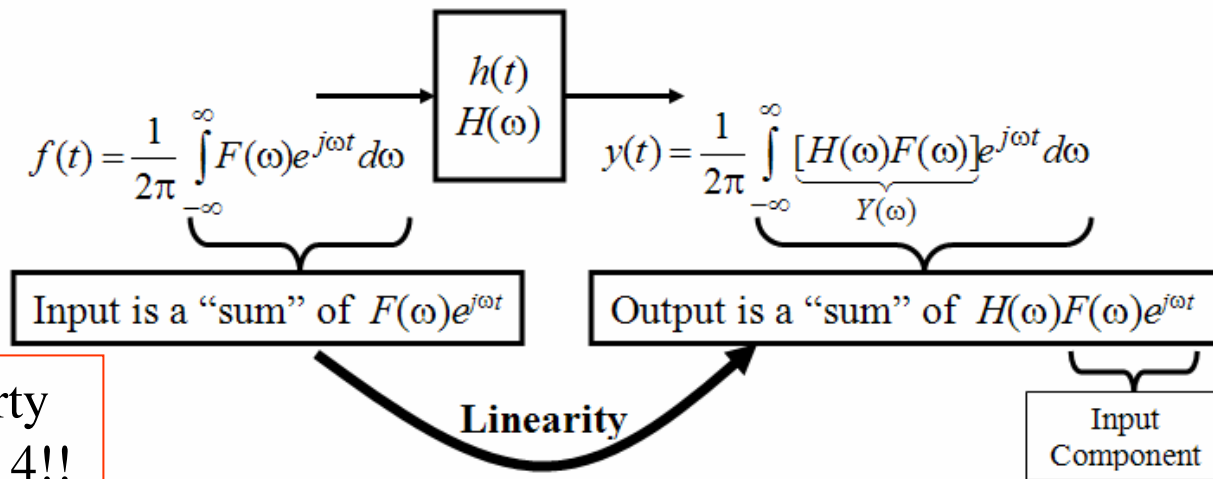 h(t)
H(ω)
f(t) = 1/2π ∫_{-∞}^{∞} F(ω)e^{jωt} dω
y(t) = 1/2π ∫_{-∞}^{∞} [H(ω)F(ω)]e^{jωt} dω
Y(ω)
Input is a “sum” of F(ω)e^{jωt}
Output is a “sum” of H(ω)F(ω)e^{jωt}
Linearity
Input
Component
4!!